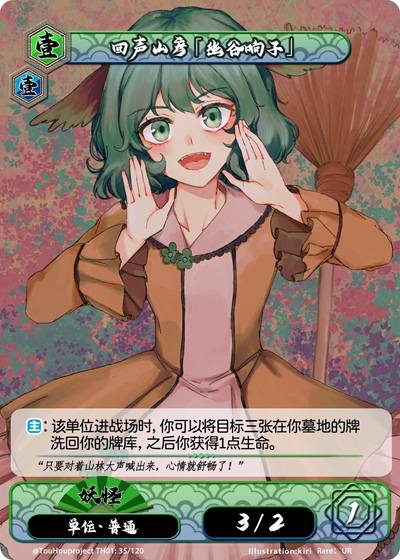 壹
回声山彦「幽谷响子」
壹
主：该单位进战场时，你可以将目标三张在你墓地的牌
洗回你的牌库，之后你获得1点生命。
“只要对着山林大声喊出来，心情就舒畅了！”
妖怪
单位·普通
3/2
1
@TouHouproject TH01: 35/120
Illustration:kiri Rare: UR